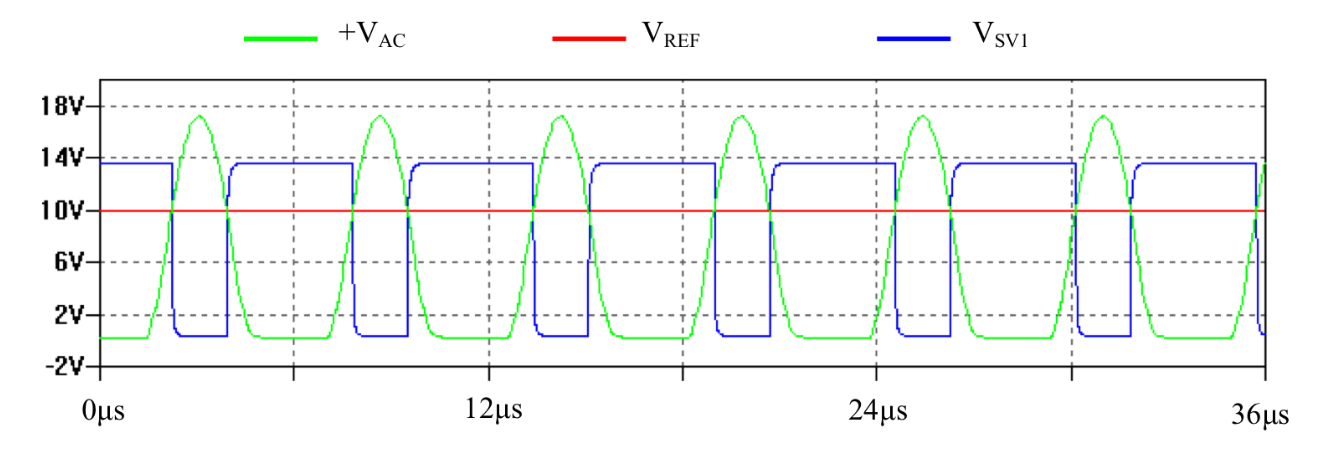 +VAC VREF VSV1
18V
14V
10V
6V
2V
-2V
0µs 12µs 24µs 36µs